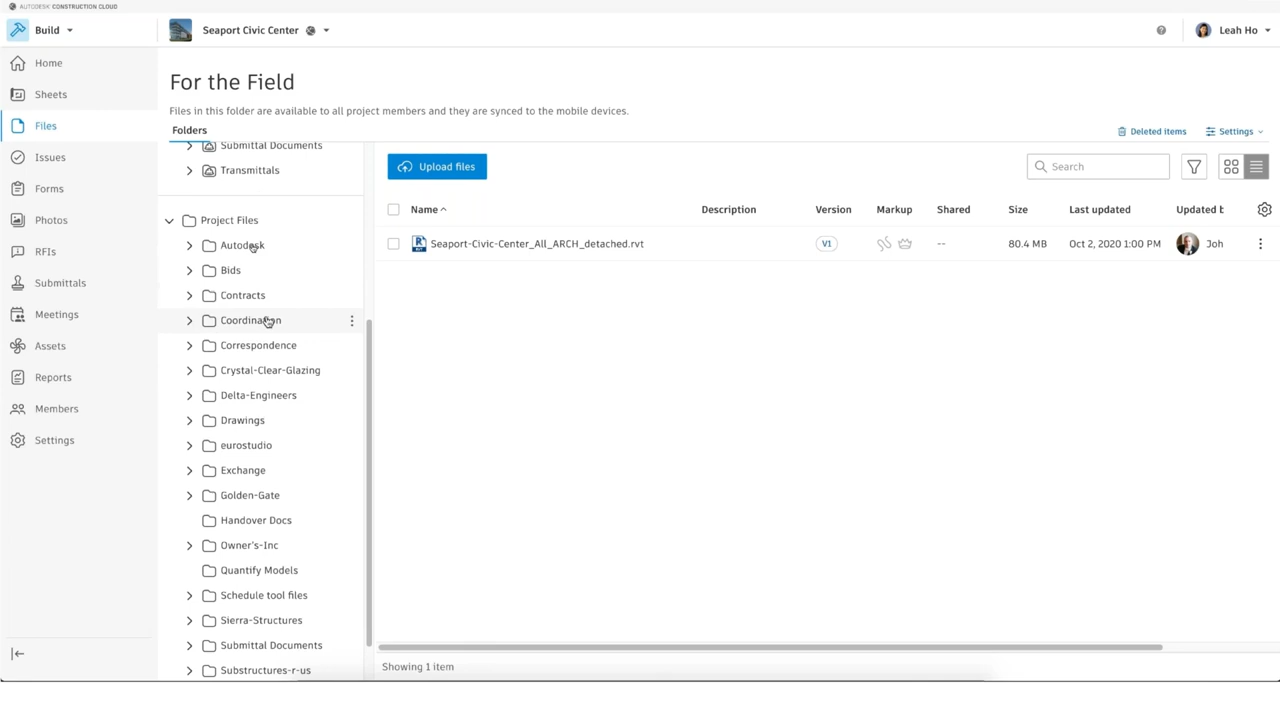 AUTODESK CONSTRUCTION CLOUD
Build
Seaport Civic Center
Leah Ho
Home
Sheets
Files
Issues
Forms
Photos
RFIs
Submittals
Meetings
Assets
Reports
Members
Settings
For the Field
Files in this folder are available to all project members and they are synced to the mobile devices.
Folders
Deleted items
Settings
Submittal Documents
Transmittals
Project Files
Autodesk
Bids
Contracts
Coordination
Correspondence
Crystal-Clear-Glazing
Delta-Engineers
Drawings
eurostudio
Exchange
Golden-Gate
Handover Docs
Owner's-Inc
Quantify Models
Schedule tool files
Sierra-Structures
Submittal Documents
Substructures-r-us
Upload files
Search
Name Description Version Markup Shared Size Last updated Updated b
Seaport-Civic-Center_All_ARCH_detached.rvt V1 -- 80.4 MB Oct 2, 2020 1:00 PM Joh
Showing 1 item